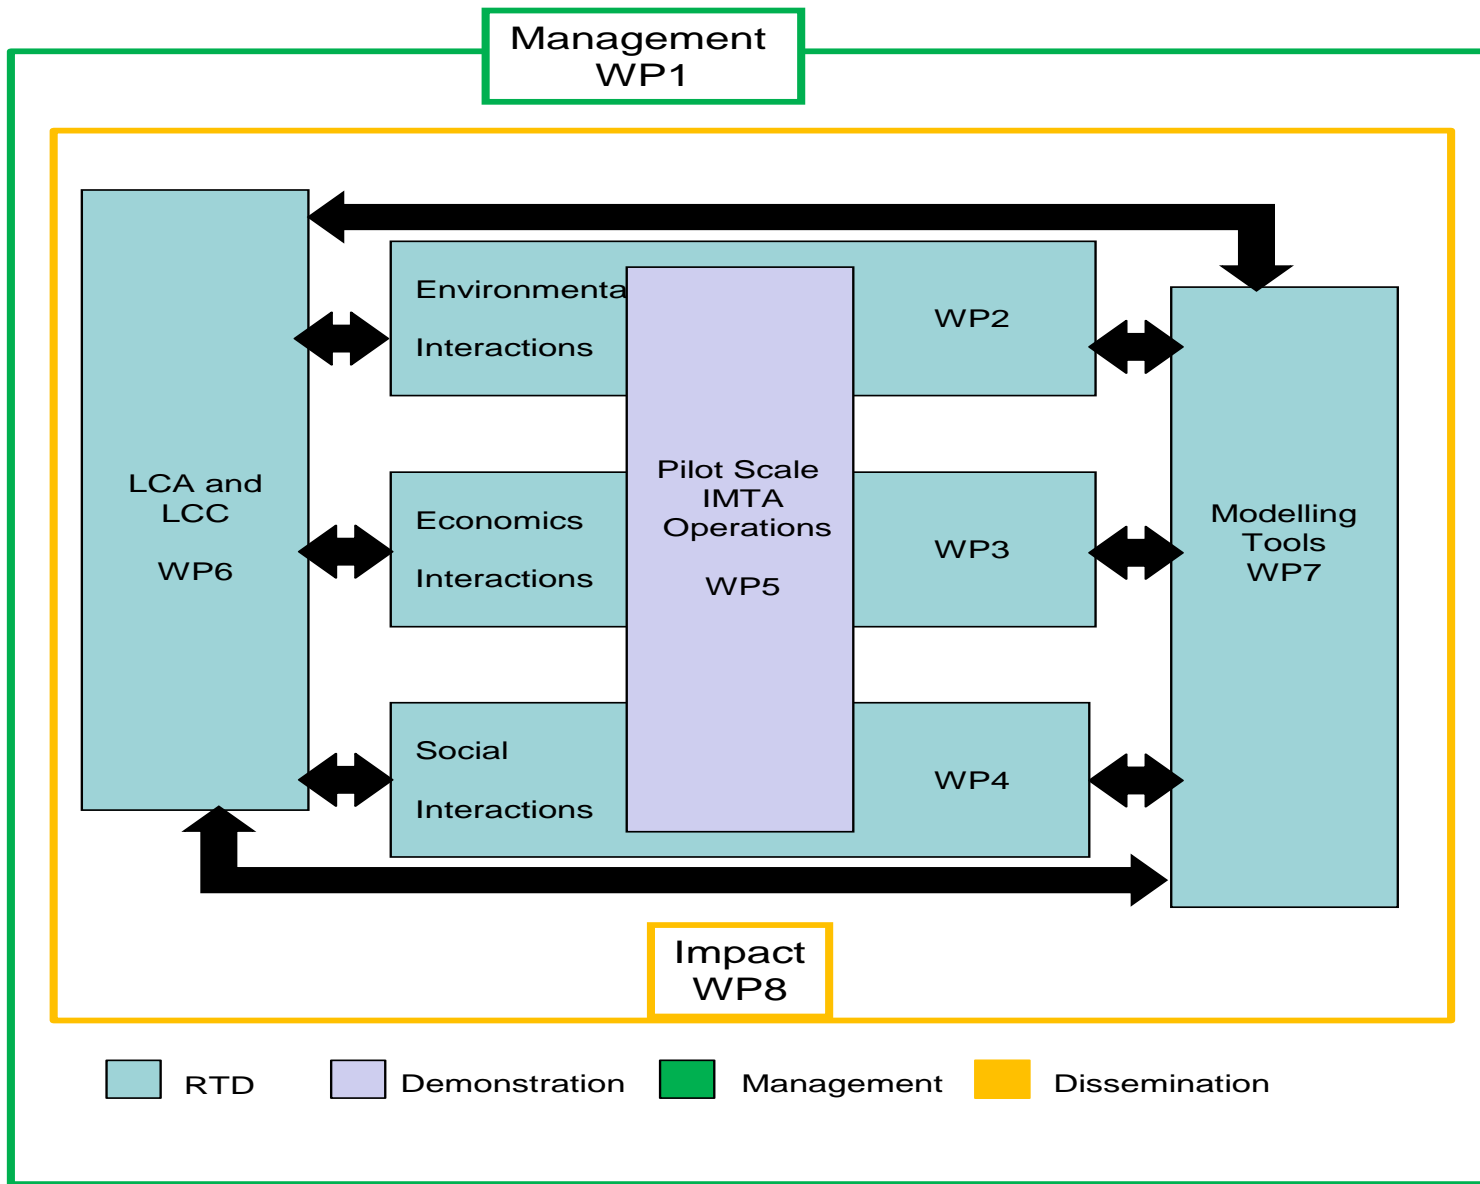 Management
WP1
Environmenta
Interactions
WP2
LCA and
LCC
WP6
Economics
Interactions
Pilot Scale
IMTA
Operations
WP5
WP3
Modelling
Tools
WP7
Social
Interactions
WP4
Impact
WP8
RTD
Demonstration
Management
Dissemination